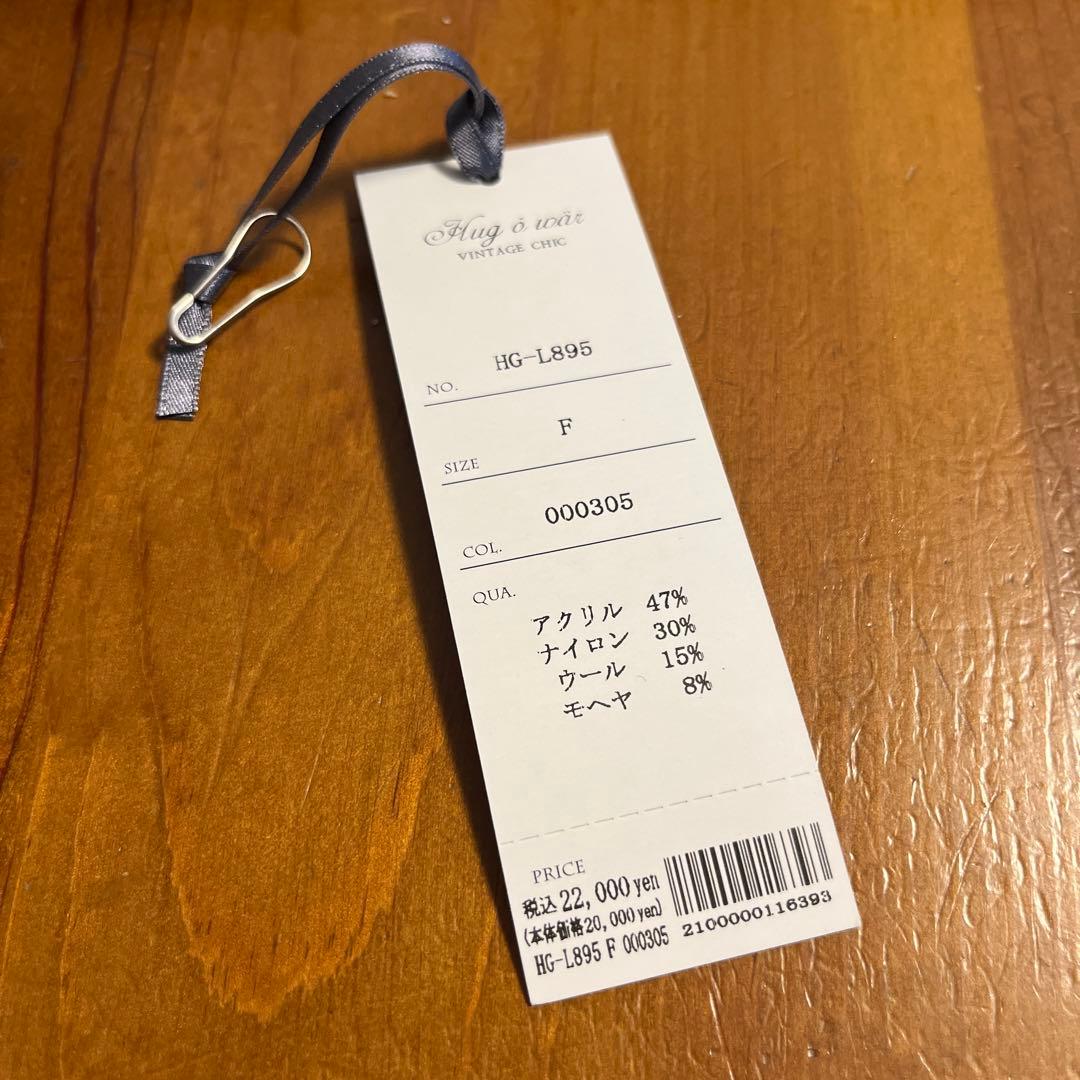 Hug ö wäř
VINTAGE CHIC
NO. HG-L895
SIZE F
COL. 000305
QUA.
アクリル 47%
ナイロン 30%
ウール 15%
モヘヤ 8%
PRICE
税込22,000yen
(本体価格20,000yen)
HG-L895 F 000305
2100000116393